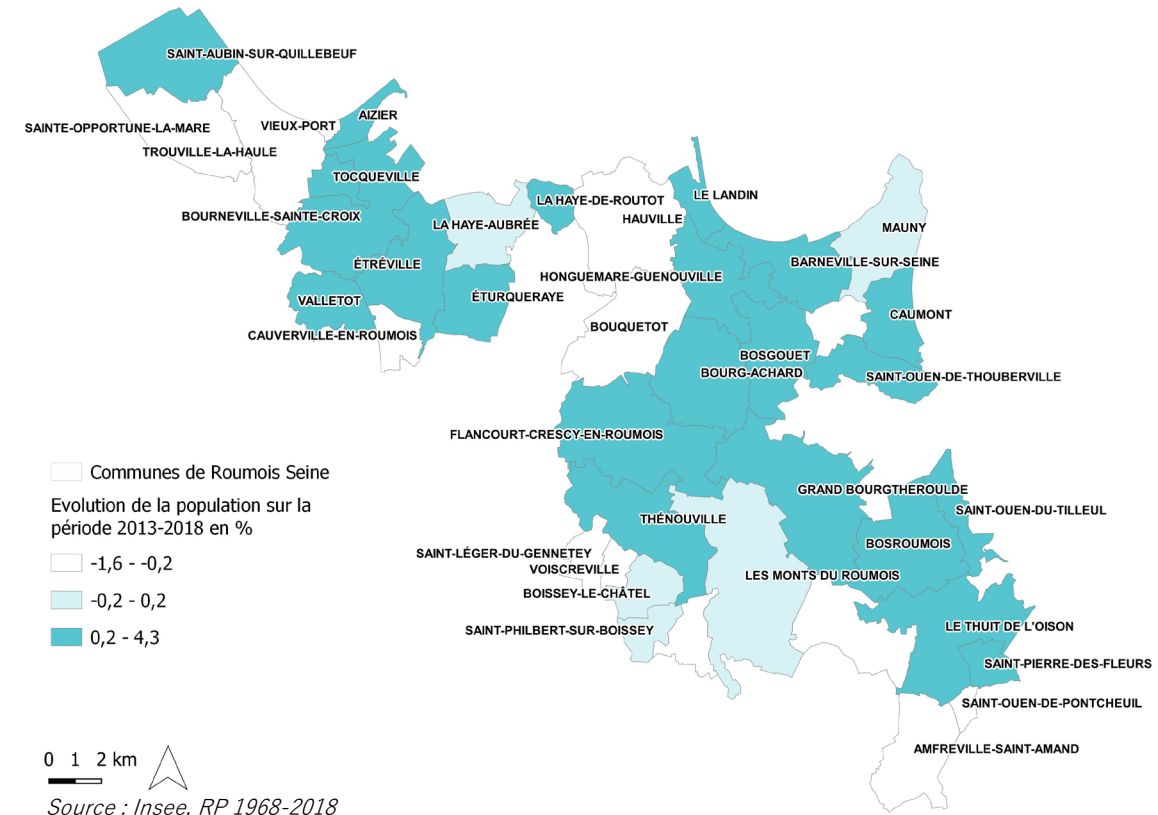 SAINT-AUBIN-SUR-QUILLEBEUF
AIZIER
SAINTE-OPPORTUNE-LA-MARE
VIEUX-PORT
TROUVILLE-LA-HAULE
TOCQUEVILLE
LE LANDIN
LA HAYE-DE-ROUTOT
BOURNEVILLE-SAINTE-CROIX
HAUVILLE
LA HAYE-AUBRÉE
MAUNY
BARNEVILLE-SUR-SEINE
ÉTRÉVILLE
HONGUEMARE-GUENOUVILLE
ÉTURQUERAYE
VALLETOT
CAUMONT
BOUQUETOT
CAUVERVILLE-EN-ROUMOIS
BOSGOUET
BOURG-ACHARD
SAINT-OUEN-DE-THOUBERVILLE
FLANCOURT-CRESCY-EN-ROUMOIS
GRAND BOURGTHEROULDE
SAINT-OUEN-DU-TILLEUL
THÉNOUVILLE
BOSROUMOIS
SAINT-LÉGER-DU-GENNETEY
VOISCREVILLE
LES MONTS DU ROUMOIS
BOISSEY-LE-CHÂTEL
LE THUIT DE L'OISON
SAINT-PHILBERT-SUR-BOISSEY
SAINT-PIERRE-DES-FLEURS
SAINT-OUEN-DE-PONTCHEUIL
AMFREVILLE-SAINT-AMAND
Communes de Roumois Seine
Evolution de la population sur la
période 2013-2018 en %
-1,6 - -0,2
-0,2 - 0,2
0,2 - 4,3
0 1 2 km
Source : Insee. RP 1968-2018